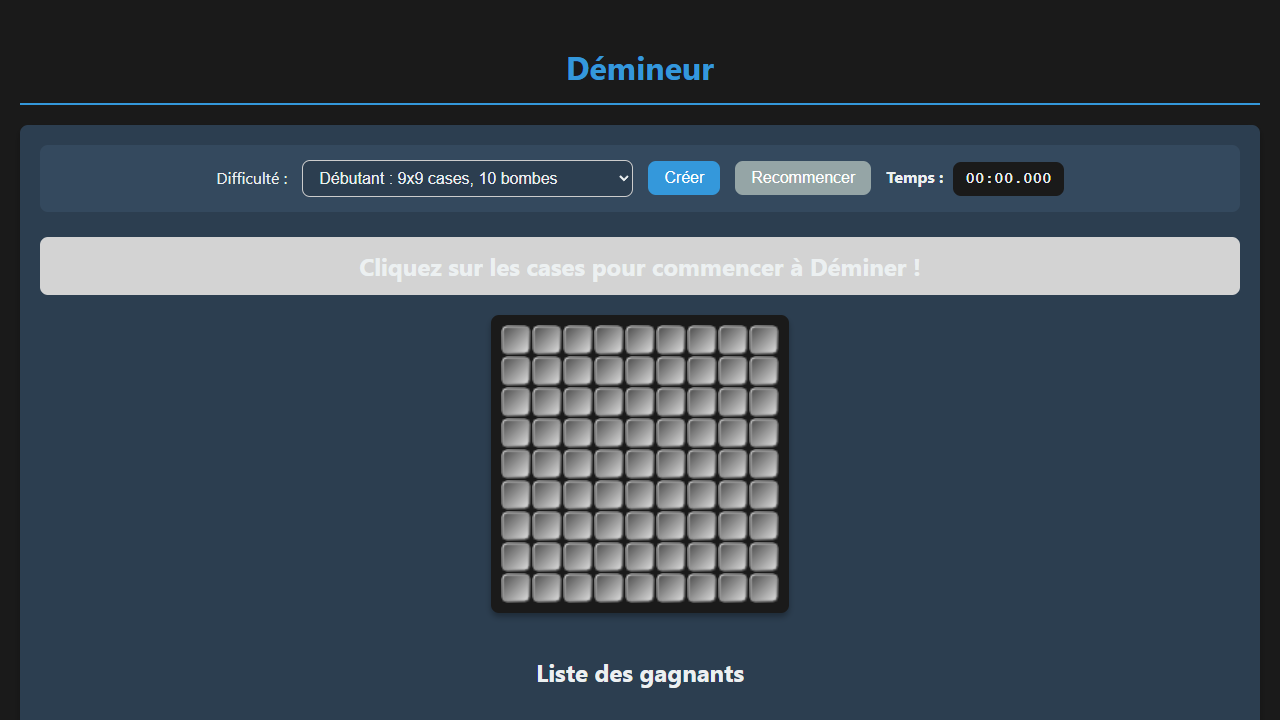 Démineur
Difficulté : Débutant : 9x9 cases, 10 bombes Créer Recommencer Temps : 00:00.000
Cliquez sur les cases pour commencer à Déminer !
Liste des gagnants